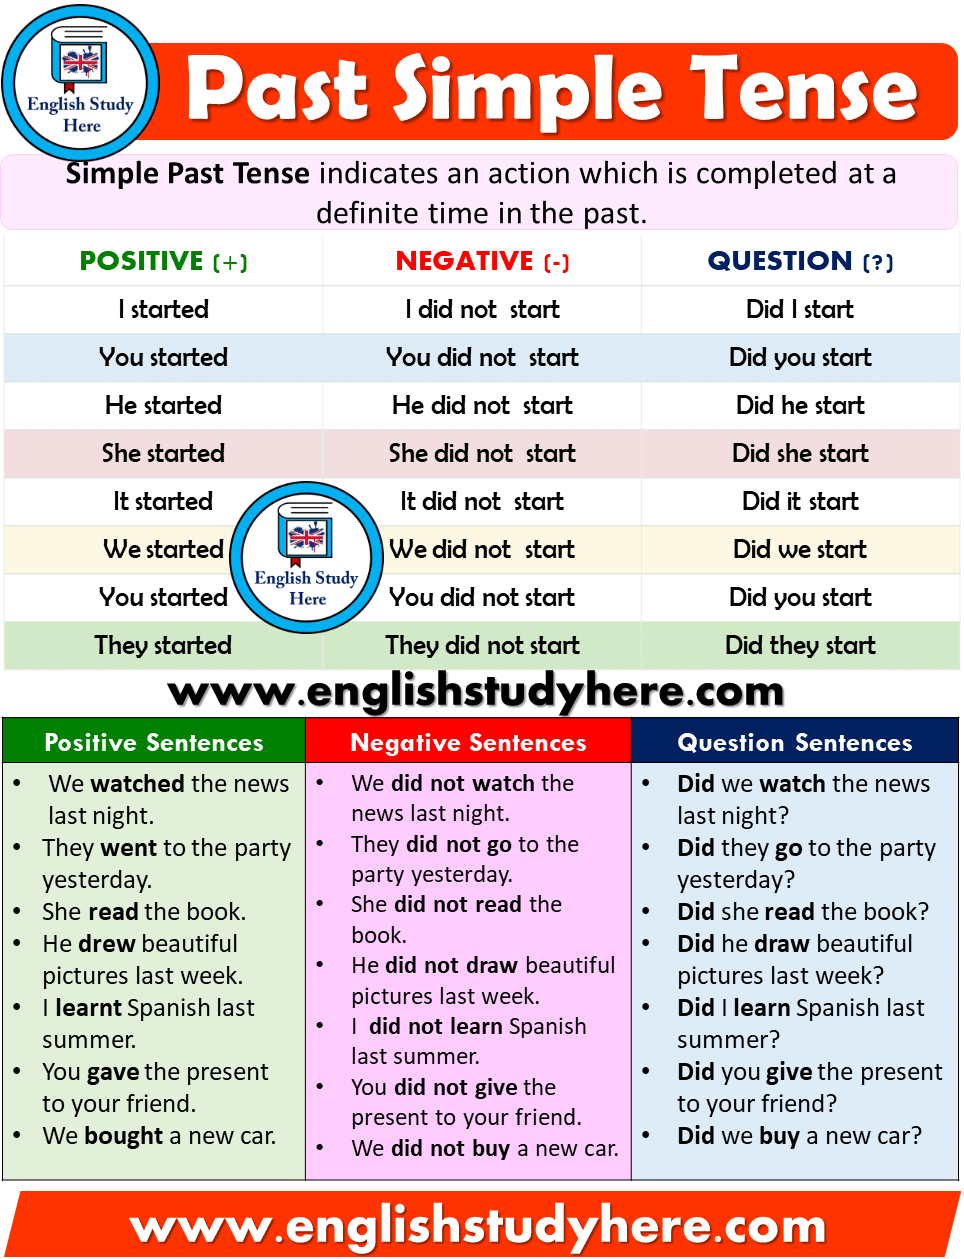 English Study
Here
Past Simple Tense
Simple Past Tense indicates an action which is completed at a
definite time in the past.
POSITIVE (+) NEGATIVE (-) QUESTION (?)
I started I did not start Did I start
You started You did not start Did you start
He started He did not start Did he start
She started She did not start Did she start
It started It did not start Did it start
We started We did not start Did we start
You started You did not start Did you start
They started They did not start Did they start
English Study
Here
www.englishstudyhere.com
Positive Sentences
• We watched the news
last night.
• They went to the party
yesterday.
• She read the book.
• He drew beautiful
pictures last week.
• I learnt Spanish last
summer.
• You gave the present
to your friend.
• We bought a new car.
Negative Sentences
• We did not watch the
news last night.
• They did not go to the
party yesterday.
• She did not read the
book.
• He did not draw beautiful
pictures last week.
• I did not learn Spanish
last summer.
• You did not give the
present to your friend.
• We did not buy a new car.
Question Sentences
• Did we watch the news
last night?
• Did they go to the party
yesterday?
• Did she read the book?
• Did he draw beautiful
pictures last week?
• Did I learn Spanish last
summer?
• Did you give the present
to your friend?
• Did we buy a new car?
www.englishstudyhere.com